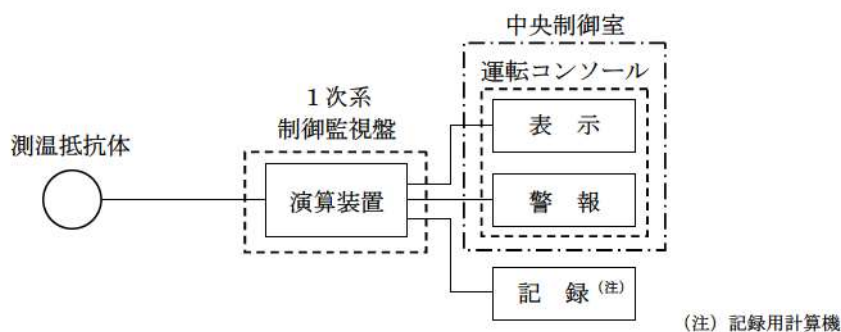 中央制御室
運転コンソール
1次系
制御監視盤
測温抵抗体
演算装置
表 示
警 報
記 録(注)
(注)記録用計算機